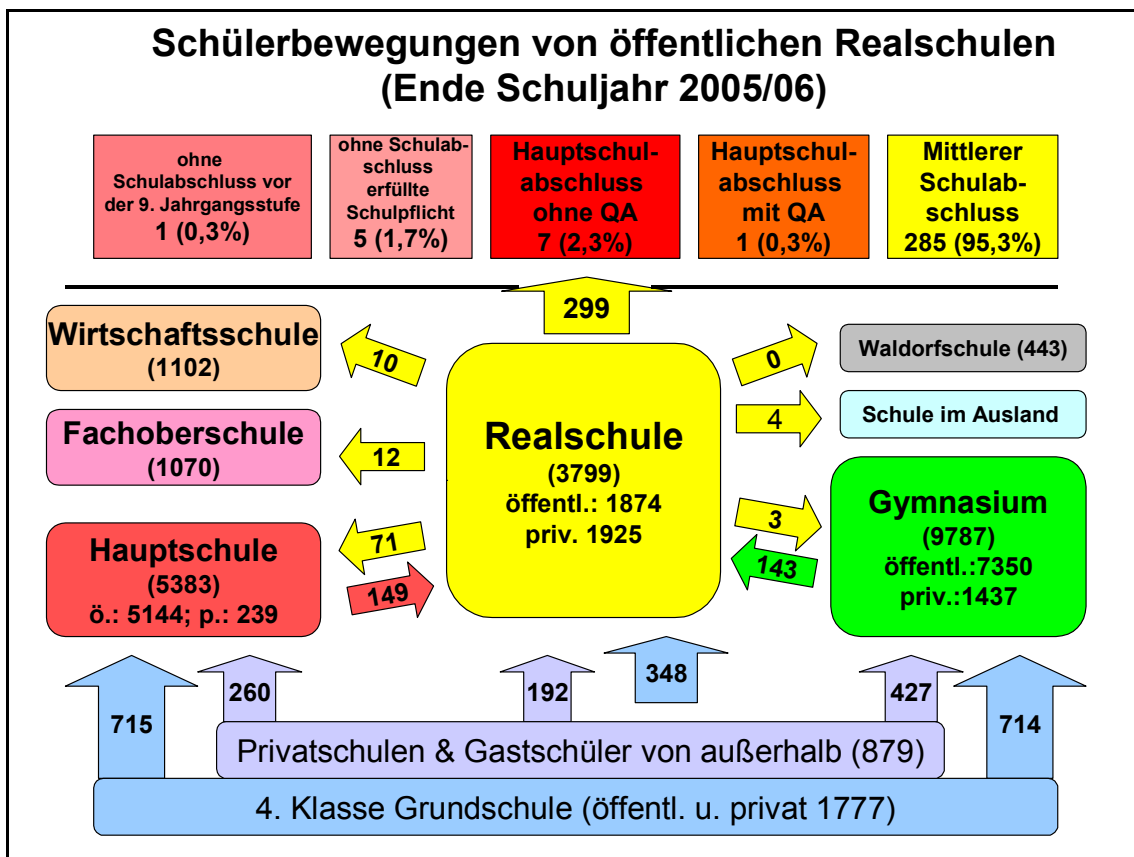 Schülerbewegungen von öffentlichen Realschulen
(Ende Schuljahr 2005/06)
ohne
Schulabschluss vor
der 9. Jahrgangsstufe
1 (0,3%)
ohne Schulab-
schluss
erfüllte
Schulpflicht
5 (1,7%)
Hauptschul-
abschluss
ohne QA
7 (2,3%)
Hauptschul-
abschluss
mit QA
1 (0,3%)
Mittlerer
Schulab-
schluss
285 (95,3%)
299
Wirtschaftsschule
(1102)
10
0
Waldorfschule (443)
Fachoberschule
(1070)
12
Realschule
(3799)
öffentl.: 1874
priv. 1925
4
Schule im Ausland
Hauptschule
(5383)
ö.: 5144; p.: 239
71
149
3
143
Gymnasium
(9787)
öffentl.:7350
priv.:1437
715
260
192
348
427
714
Privatschulen & Gastschüler von außerhalb (879)
4. Klasse Grundschule (öffentl. u. privat 1777)